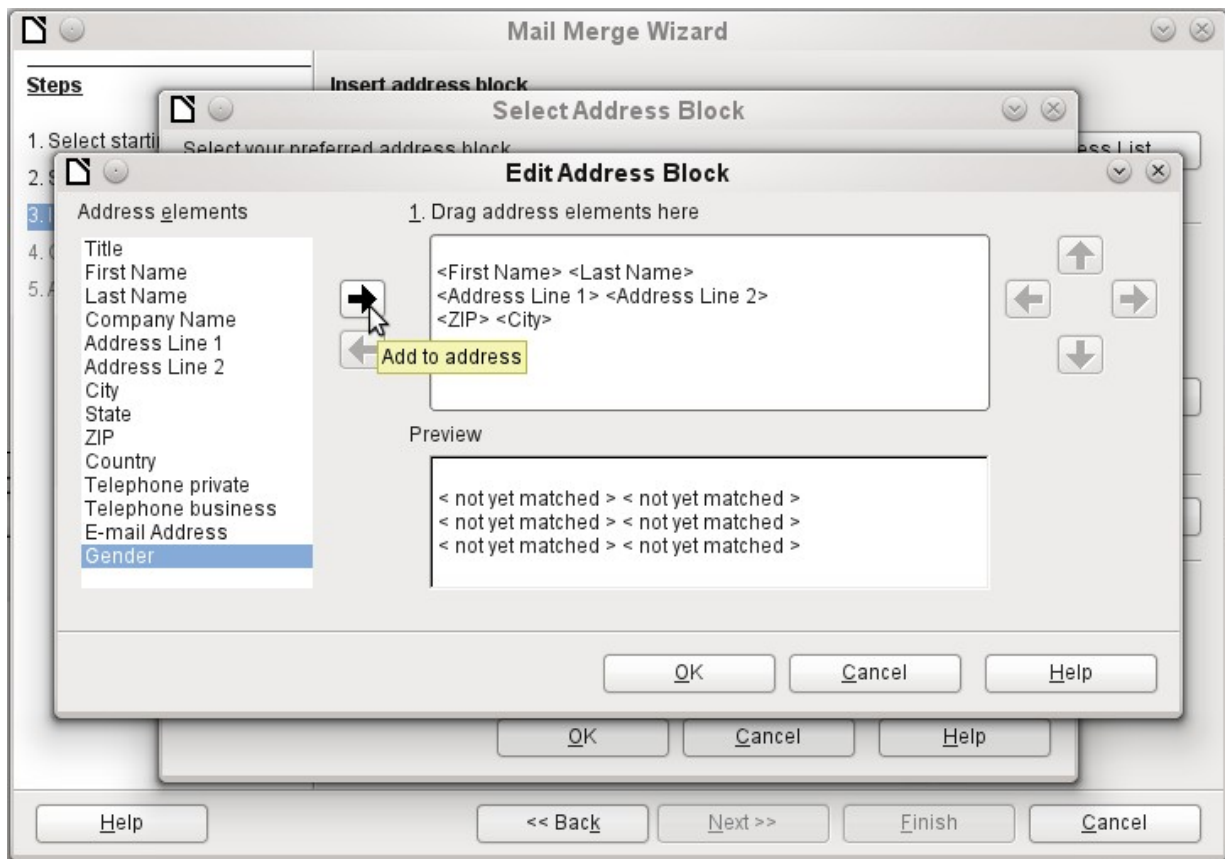 Mail Merge Wizard
Steps
Insert address block
Select Address Block
1. Select starti
Select your preferred address block
ess List
2. S
Edit Address Block
3. I
Address elements
1. Drag address elements here
4. 
5. A
Title
First Name
Last Name
Company Name
Address Line 1
Address Line 2
City
State
ZIP
Country
Telephone private
Telephone business
E-mail Address
Gender
<First Name> <Last Name>
<Address Line 1> <Address Line 2>
<ZIP> <City>
Add to address
Preview
< not yet matched > < not yet matched >
< not yet matched > < not yet matched >
< not yet matched > < not yet matched >
OK
Cancel
Help
OK
Cancel
Help
Help
<< Back
Next >>
Finish
Cancel